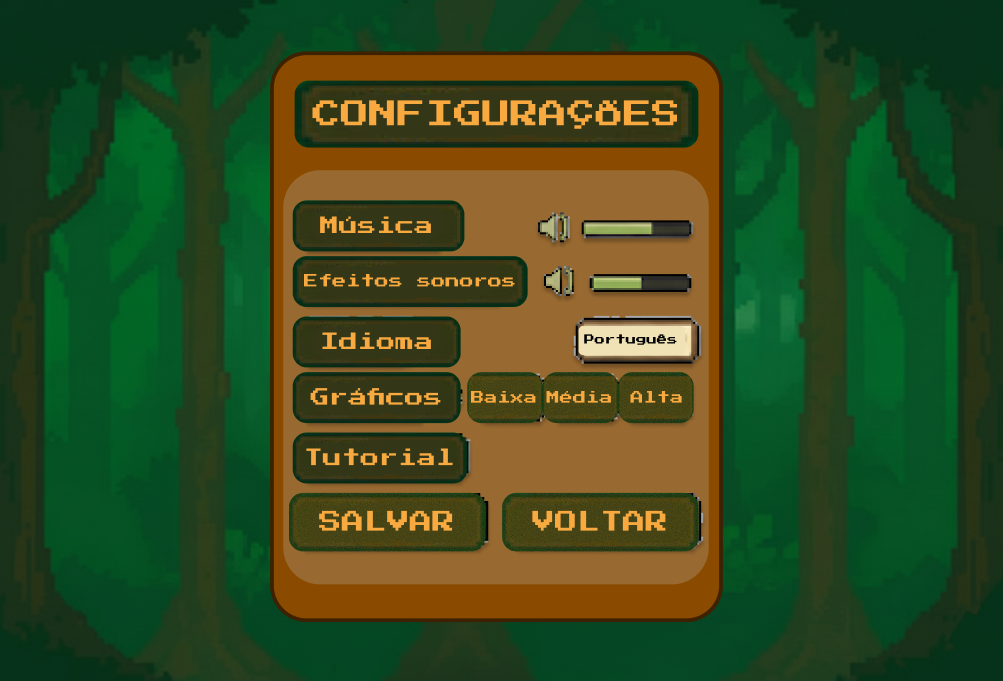 CONFIGURAÇÕES
Música
Efeitos sonoros
Idioma Português
Gráficos Baixa Média Alta
Tutorial
SALVAR VOLTAR